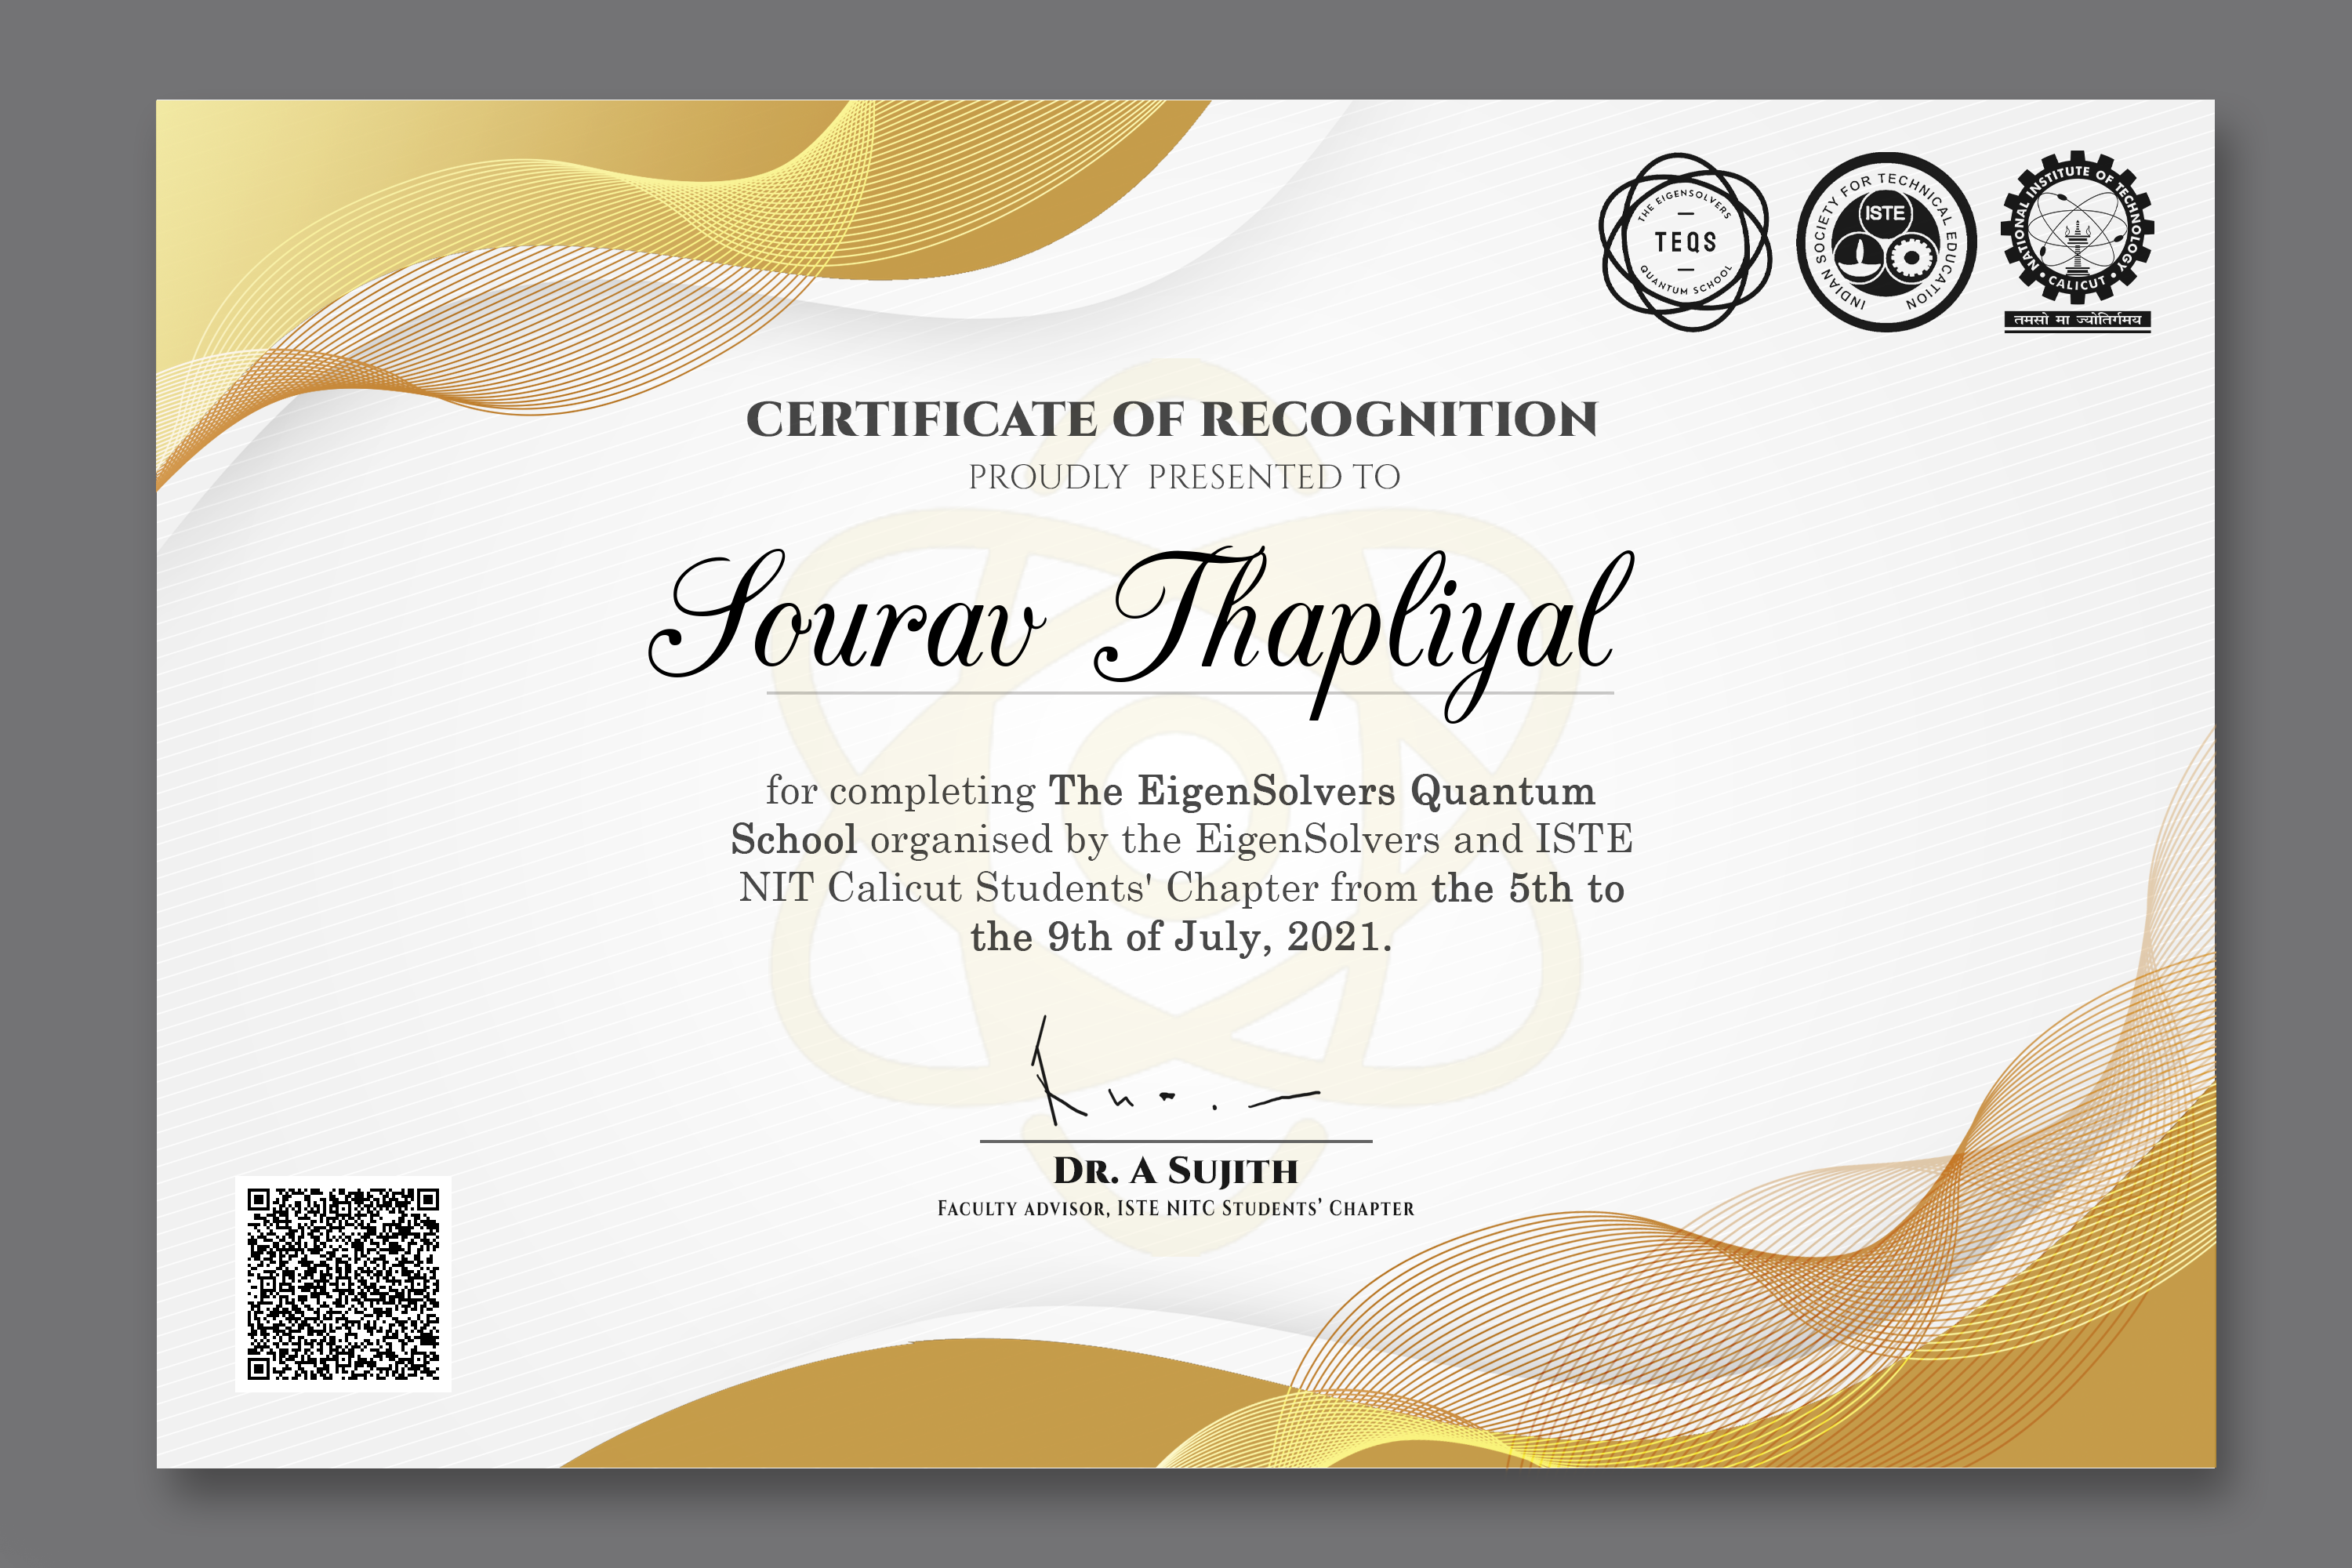 THE EIGENSOLVERS
TEQS
QUANTUM SCHOOL
INDIAN SOCIETY FOR TECHNICAL EDUCATION
ISTE
NATIONAL INSTITUTE OF TECHNOLOGY
• CALICUT •
तमसो मा ज्योतिर्गमय
CERTIFICATE OF RECOGNITION
PROUDLY PRESENTED TO
Sourav Thapliyal
for completing The EigenSolvers Quantum
School organised by the EigenSolvers and ISTE
NIT Calicut Students' Chapter from the 5th to
the 9th of July, 2021.
DR. A SUJITH
FACULTY ADVISOR, ISTE NITC STUDENTS' CHAPTER